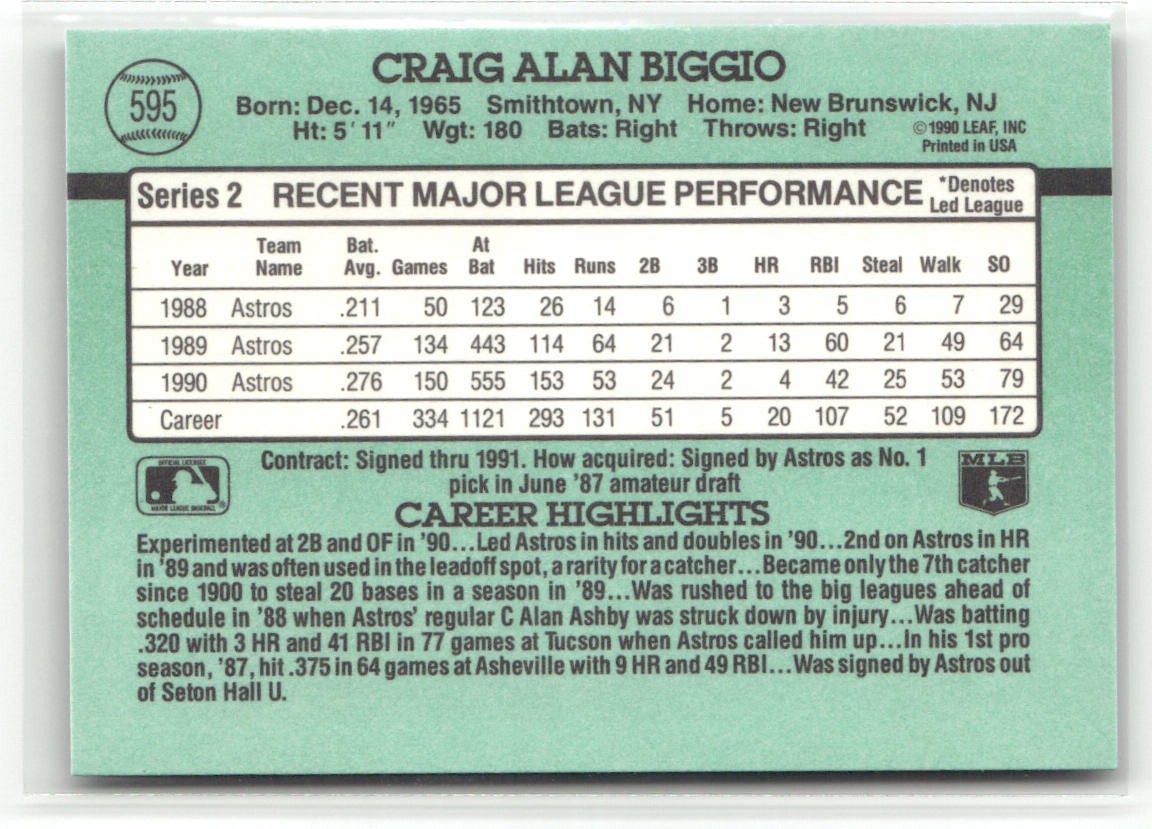 CRAIG ALAN BIGGIO
595
Born: Dec. 14, 1965 Smithtown, NY Home: New Brunswick, NJ
Ht: 5' 11" Wgt: 180 Bats: Right Throws: Right
©1990 LEAF, INC
Printed in USA
Series 2 RECENT MAJOR LEAGUE PERFORMANCE
*Denotes
Led League
Year Team Name Bat. Avg. Games At Bat Hits Runs 2B 3B HR RBI Steal Walk SO
1988 Astros .211 50 123 26 14 6 1 3 5 6 7 29
1989 Astros .257 134 443 114 64 21 2 13 60 21 49 64
1990 Astros .276 150 555 153 53 24 2 4 42 25 53 79
Career .261 334 1121 293 131 51 5 20 107 52 109 172
OFFICIAL LICENSEE
MAJOR LEAGUE BASEBALL
®
Contract: Signed thru 1991. How acquired: Signed by Astros as No. 1
pick in June '87 amateur draft
MLB
CAREER HIGHLIGHTS
Experimented at 2B and OF in '90...Led Astros in hits and doubles in '90...2nd on Astros in HR
in '89 and was often used in the leadoff spot, a rarity for a catcher...Became only the 7th catcher
since 1900 to steal 20 bases in a season in '89...Was rushed to the big leagues ahead of
schedule in '88 when Astros' regular C Alan Ashby was struck down by injury...Was batting
.320 with 3 HR and 41 RBI in 77 games at Tucson when Astros called him up...In his 1st pro
season, '87, hit .375 in 64 games at Asheville with 9 HR and 49 RBI...Was signed by Astros out
of Seton Hall U.